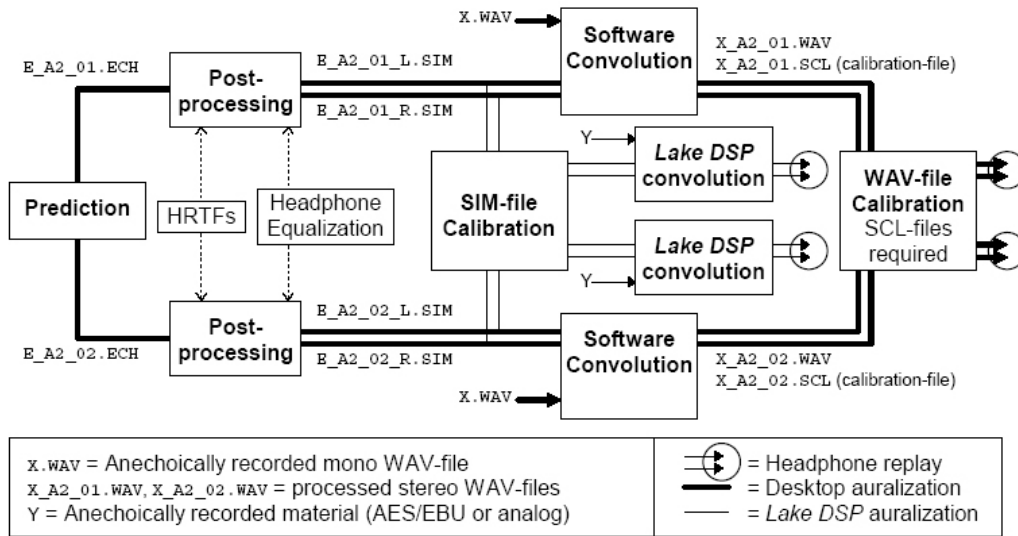 X.WAV
Software
Convolution
X_A2_01.WAV
X_A2_01.SCL (calibration-file)
E_A2_01.ECH
Post-
processing
E_A2_01_L.SIM
E_A2_01_R.SIM
Y
Lake DSP
convolution
Prediction
HRTFs
Headphone
Equalization
SIM-file
Calibration
WAV-file
Calibration
SCL-files
required
Lake DSP
convolution
Y
E_A2_02.ECH
Post-
processing
E_A2_02_L.SIM
E_A2_02_R.SIM
Software
Convolution
X_A2_02.WAV
X_A2_02.SCL (calibration-file)
X.WAV
X.WAV = Anechoically recorded mono WAV-file
X_A2_01.WAV, X_A2_02.WAV = processed stereo WAV-files
Y = Anechoically recorded material (AES/EBU or analog)
= Headphone replay
= Desktop auralization
= Lake DSP auralization